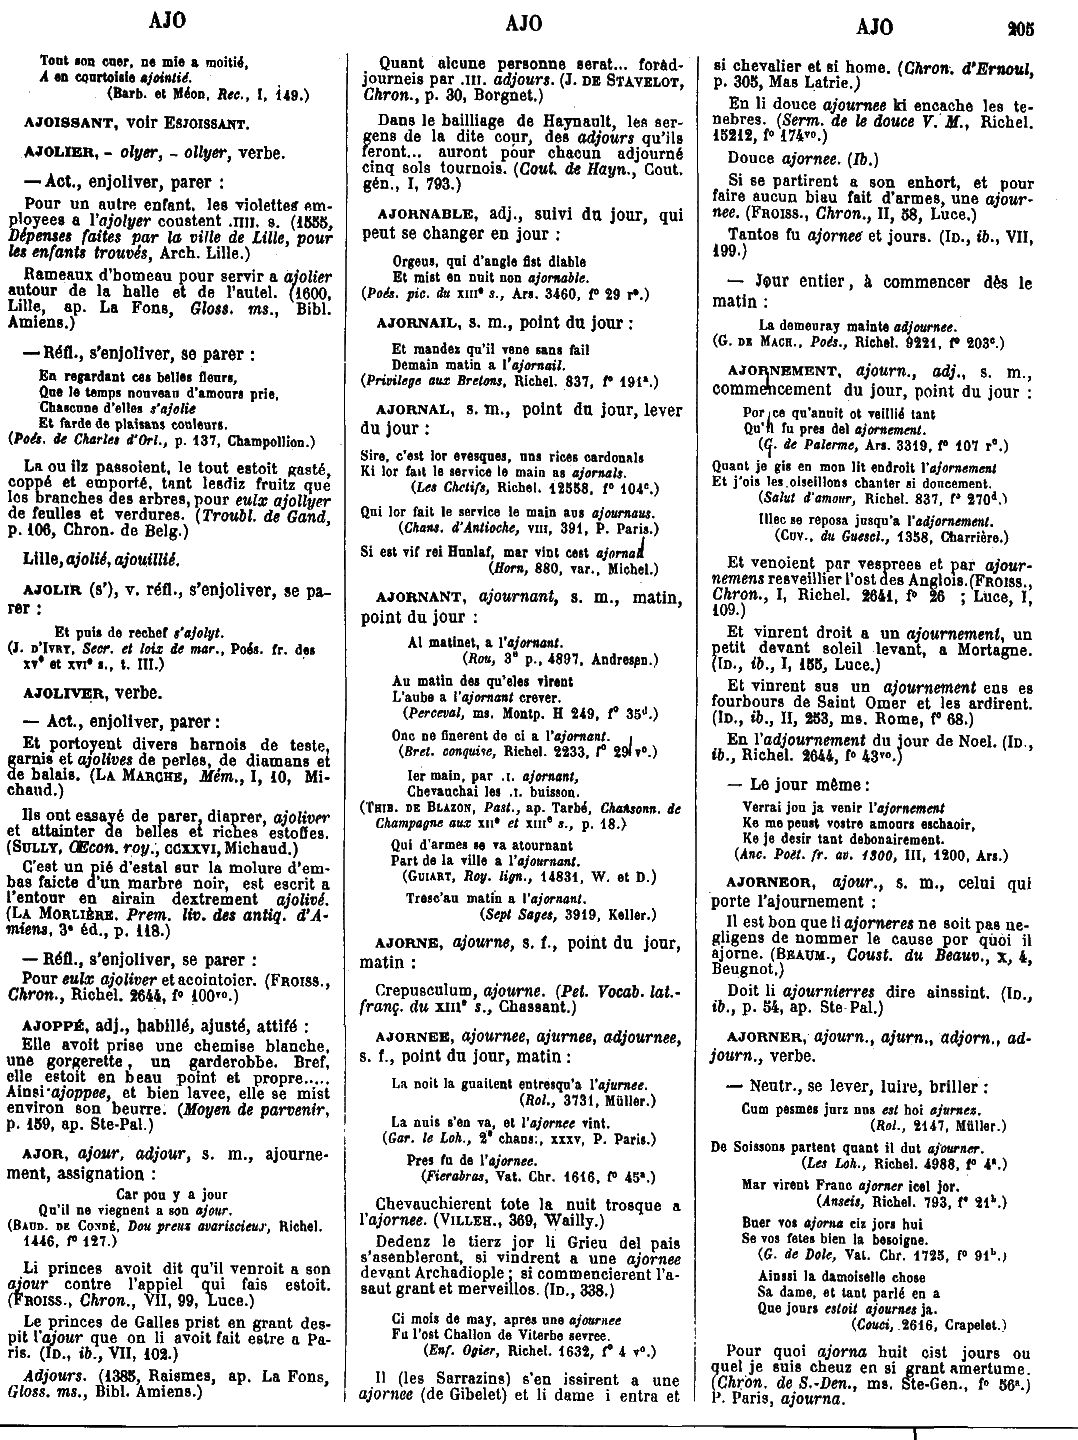 AJO
AJO
AJO
205
Tout son cuer, ne mie a moitié,
A en courtoisie ajointié.
(Barb. et Méon, Rec., I, 149.)
AJOISSANT, voir ESJOISSANT.
AJOLIER, - olyer, - ollyer, verbe.
— Act., enjoliver, parer :
Pour un autre enfant, les violettes em-
ployees a l'ajolyer coustent .IIII. s. (1555,
Dépenses faites par la ville de Lille, pour
les enfants trouvés, Arch. Lille.)
Rameaux d'homeau pour servir a ajolier
autour de la halle et de l'autel. (1600,
Lille, ap. La Fons, Gloss. ms., Bibl.
Amiens.)
— Réfl., s'enjoliver, se parer :
En regardant ces belles fleurs,
Que le temps nouveau d'amours prie,
Chascune d'elles s'ajolie
Et farde de plaisans couleurs.
(Poés. de Charles d'Orl., p. 137, Champollion.)
La ou ilz passoient, le tout estoit gasté,
coppé et emporté, tant lesdiz fruitz que
les branches des arbres, pour eulx ajollyer
de feulles et verdures. (Troubl. de Gand,
p. 106, Chron. de Belg.)
Lille, ajolié, ajouillié.
AJOLIR (s'), v. réfl., s'enjoliver, se pa-
rer :
Et puis de rechef s'ajolyt.
(J. D'IVRY, Secr. et loix de mar., Poés. fr. des
XVᵉ et XVIᵉ s., t. III.)
AJOLIVER, verbe.
— Act., enjoliver, parer :
Et portoyent divers harnois de teste,
garnis et ajolives de perles, de diamans et
de balais. (LA MARCHE, Mém., I, 10, Mi-
chaud.)
Ils ont essayé de parer, diaprer, ajoliver
et attainter de belles et riches estoffes.
(SULLY, Œcon. roy., CCXXVI, Michaud.)
C'est un pié d'estal sur la molure d'em-
bas faicte d'un marbre noir, est escrit a
l'entour en airain dextrement ajolivé.
(LA MORLIÈRE, Prem. liv. des antiq. d'A-
miens, 3ᵉ éd., p. 118.)
— Réfl., s'enjoliver, se parer :
Pour eulx ajoliver et acointoier. (FROISS.,
Chron., Richel. 2644, fº 100ᵛº.)
AJOPPÉ, adj., habillé, ajusté, attifé :
Elle avoit prise une chemise blanche,
une gorgerette, un garderobbe. Bref,
elle estoit en beau point et propre.....
Ainsi ajoppee, et bien lavee, elle se mist
environ son beurre. (Moyen de parvenir,
p. 159, ap. Ste-Pal.)
AJOR, ajour, adjour, s. m., ajourne-
ment, assignation :
Car pou y a jour
Qu'il ne viegnent a son ajour.
(BAUD. DE CONDÉ, Dou preux avariscieux, Richel.
1446, fº 127.)
Li princes avoit dit qu'il venroit a son
ajour contre l'appiel qui fais estoit.
(FROISS., Chron., VII, 99, Luce.)
Le princes de Galles prist en grant des-
pit l'ajour que on li avoit fait estre a Pa-
ris. (ID., ib., VII, 102.)
Adjours. (1385, Raismes, ap. La Fons,
Gloss. ms., Bibl. Amiens.)
Quant alcune personne serat... foràd-
journeis par .III. adjours. (J. DE STAVELOT,
Chron., p. 30, Borgnet.)
Dans le bailliage de Haynault, les ser-
gens de la dite cour, des adjours qu'ils
feront... auront pour chacun adjourné
cinq sols tournois. (Cout. de Hayn., Cout.
gén., I, 793.)
AJORNABLE, adj., suivi du jour, qui
peut se changer en jour :
Orgeus, qui d'angle fist diable
Et mist en nuit non ajornable.
(Poés. pic. du XIIIᵉ s., Ars. 3460, fº 29 rº.)
AJORNAIL, s. m., point du jour :
Et mandez qu'il vene sans fail
Demain matin a l'ajornail.
(Privilege aux Bretons, Richel. 837, fº 191ᵃ.)
AJORNAL, s. m., point du jour, lever
du jour :
Sire, c'est lor evesques, uns rices cardonals
Ki lor fait le service le main as ajornals.
(Les Chetifs, Richel. 12558, fº 104ᶜ.)
Qui lor fait le service le main aus ajournaus.
(Chans. d'Antioche, VIII, 391, P. Paris.)
Si est vif rei Hunlaf, mar vint cest ajornal
(Horn, 880, var., Michel.)
AJORNANT, ajournant, s. m., matin,
point du jour :
Al matinet, a l'ajornant.
(Rou, 3ᵉ p., 4897, Andresen.)
Au matin des qu'eles virent
L'aube a l'ajornant crever.
(Perceval, ms. Montp. H 249, fº 35ᵈ.)
Onc ne finerent de ci a l'ajornant.
(Bret. conquise, Richel. 2233, fº 29 vº.)
Ier main, par .I. ajornant,
Chevauchai les .I. buisson.
(THIB. DE BLAZON, Past., ap. Tarbé, Chansonn. de
Champagne aux XIIᵉ et XIIIᵉ s., p. 18.)
Qui d'armes se va atournant
Part de la ville a l'ajournant.
(GUIART, Roy. lign., 14831, W. et D.)
Tresc'au matin a l'ajornant.
(Sept Sages, 3919, Keller.)
AJORNE, ajourne, s. f., point du jour,
matin :
Crepusculum, ajourne. (Pet. Vocab. lat.-
franç. du XIIIᵉ s., Chassant.)
AJORNEE, ajournee, ajurnee, adjournee,
s. f., point du jour, matin :
La noit la guaitent entresqu'a l'ajurnee.
(Rol., 3731, Müller.)
La nuis s'en va, et l'ajornee vint.
(Gar. le Loh., 2ᵉ chans., XXXV, P. Paris.)
Pres fu de l'ajornee.
(Fierabras, Vat. Chr. 1616, fº 45ᵃ.)
Chevauchierent tote la nuit trosque a
l'ajornee. (VILLEH., 369, Wailly.)
Dedenz le tierz jor li Grieu del pais
s'asenblerent, si vindrent a une ajornee
devant Archadiople ; si commencierent l'a-
saut grant et merveillos. (ID., 338.)
Ci mois de may, apres une ajournee
Fu l'ost Challon de Viterbe sevree.
(Enf. Ogier, Richel. 1632, fº 4 vº.)
Il (les Sarrazins) s'en issirent a une
ajornee (de Gibelet) et li dame i entra et
si chevalier et si home. (Chron. d'Ernoul,
p. 305, Mas Latrie.)
En li douce ajournee ki encache les te-
nebres. (Serm. de le douce V. M., Richel.
15212, fº 174ᵛº.)
Douce ajornee. (Ib.)
Si se partirent a son enhort, et pour
faire aucun biau fait d'armes, une ajour-
nee. (FROISS., Chron., II, 58, Luce.)
Tantos fu ajornee et jours. (ID., ib., VII,
199.)
— Jour entier, à commencer dès le
matin :
La demeuray mainte adjournee.
(G. DE MACH., Poés., Richel. 9221, fº 203ᶜ.)
AJORNEMENT, ajourn., adj., s. m.,
commencement du jour, point du jour :
Por ce qu'anuit ot veillié tant
Qu'il fu pres del ajornement.
(G. de Palerme, Ars. 3319, fº 107 rº.)
Quant je gis en mon lit endroit l'ajornement
Et j'ois les oiseillons chanter si doucement.
(Salut d'amour, Richel. 837, fº 270ᵈ.)
Illec se reposa jusqu'a l'adjornement.
(CUV., du Guescl., 1358, Charrière.)
Et venoient par vesprees et par ajour-
nemens resveillier l'ost des Anglois. (FROISS.,
Chron., I, Richel. 2641, fº 26 ; Luce, I,
109.)
Et vinrent droit a un ajournement, un
petit devant soleil levant, a Mortagne.
(ID., ib., I, 155, Luce.)
Et vinrent sus un ajournement ens es
fourbours de Saint Omer et les ardirent.
(ID., ib., II, 253, ms. Rome, fº 68.)
En l'adjournement du jour de Noel. (ID.,
ib., Richel. 2644, fº 43ᵛº.)
— Le jour même :
Verrai jou ja venir l'ajornement
Ke me peust vostre amours eschaoir,
Ke je desir tant debonairement.
(Anc. Poët. fr. av. 1300, III, 1200, Ars.)
AJORNEOR, ajour., s. m., celui qui
porte l'ajournement :
Il est bon que li ajorneres ne soit pas ne-
gligens de nommer le cause por quoi il
ajorne. (BEAUM., Coust. du Beauv., X, 4,
Beugnot.)
Doit li ajournierres dire ainssint. (ID.,
ib., p. 54, ap. Ste-Pal.)
AJORNER, ajourn., ajurn., adjorn., ad-
journ., verbe.
— Neutr., se lever, luire, briller :
Cum pesmes jurz nus est hoi ajurnez.
(Rol., 2147, Müller.)
De Soissons partent quant il dut ajourner.
(Les Loh., Richel. 4988, fº 4ᵃ.)
Mar virent Franc ajorner icel jor.
(Anseis, Richel. 793, fº 21ᵇ.)
Buer vos ajorna ciz jors hui
Se vos fetes bien la besoigne.
(G. de Dole, Vat. Chr. 1725, fº 91ᵇ.)
Ainssi la damoiselle chose
Sa dame, et tant parlé en a
Que jours estoit ajournes ja.
(Couci, 2616, Crapelet.)
Pour quoi ajorna huit cist jours ou
quel je suis cheuz en si grant amertume.
(Chron. de S.-Den., ms. Ste-Gen., fº 56ᵃ.)
P. Paris, ajourna.